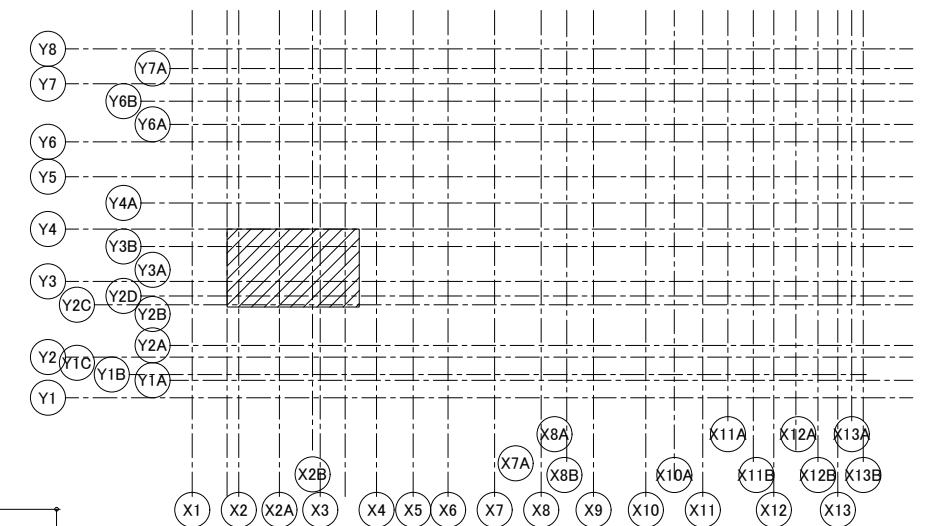 Y8
Y7A
Y7
Y6B
Y6A
Y6
Y5
Y4A
Y4
Y3B
Y3A
Y3
Y2D
Y2C
Y2B
Y2A
Y2
Y1C
Y1B
Y1A
Y1
X8A X11A X12A X13A
X7A
X2B X8B X10A X11B X12B X13B
X1 X2 X2A X3 X4 X5 X6 X7 X8 X9 X10 X11 X12 X13